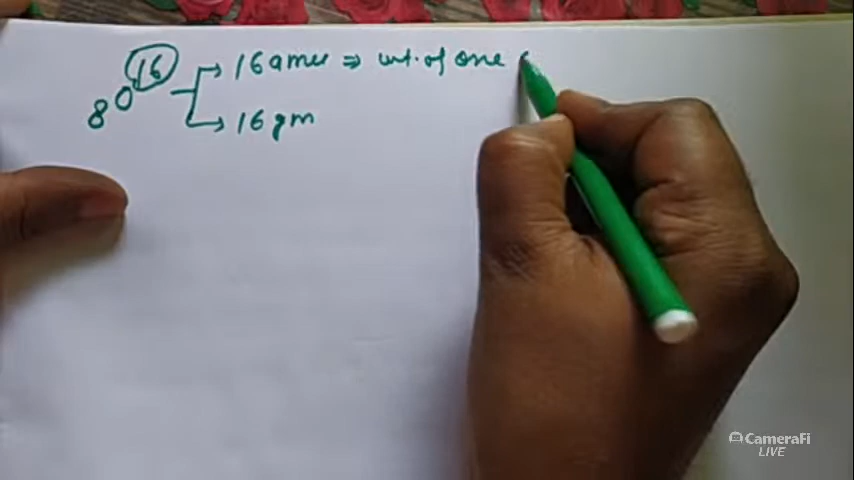 8O16 → 16 amu ⇒ wt. of one
→ 16 gm
CameraFi
LIVE